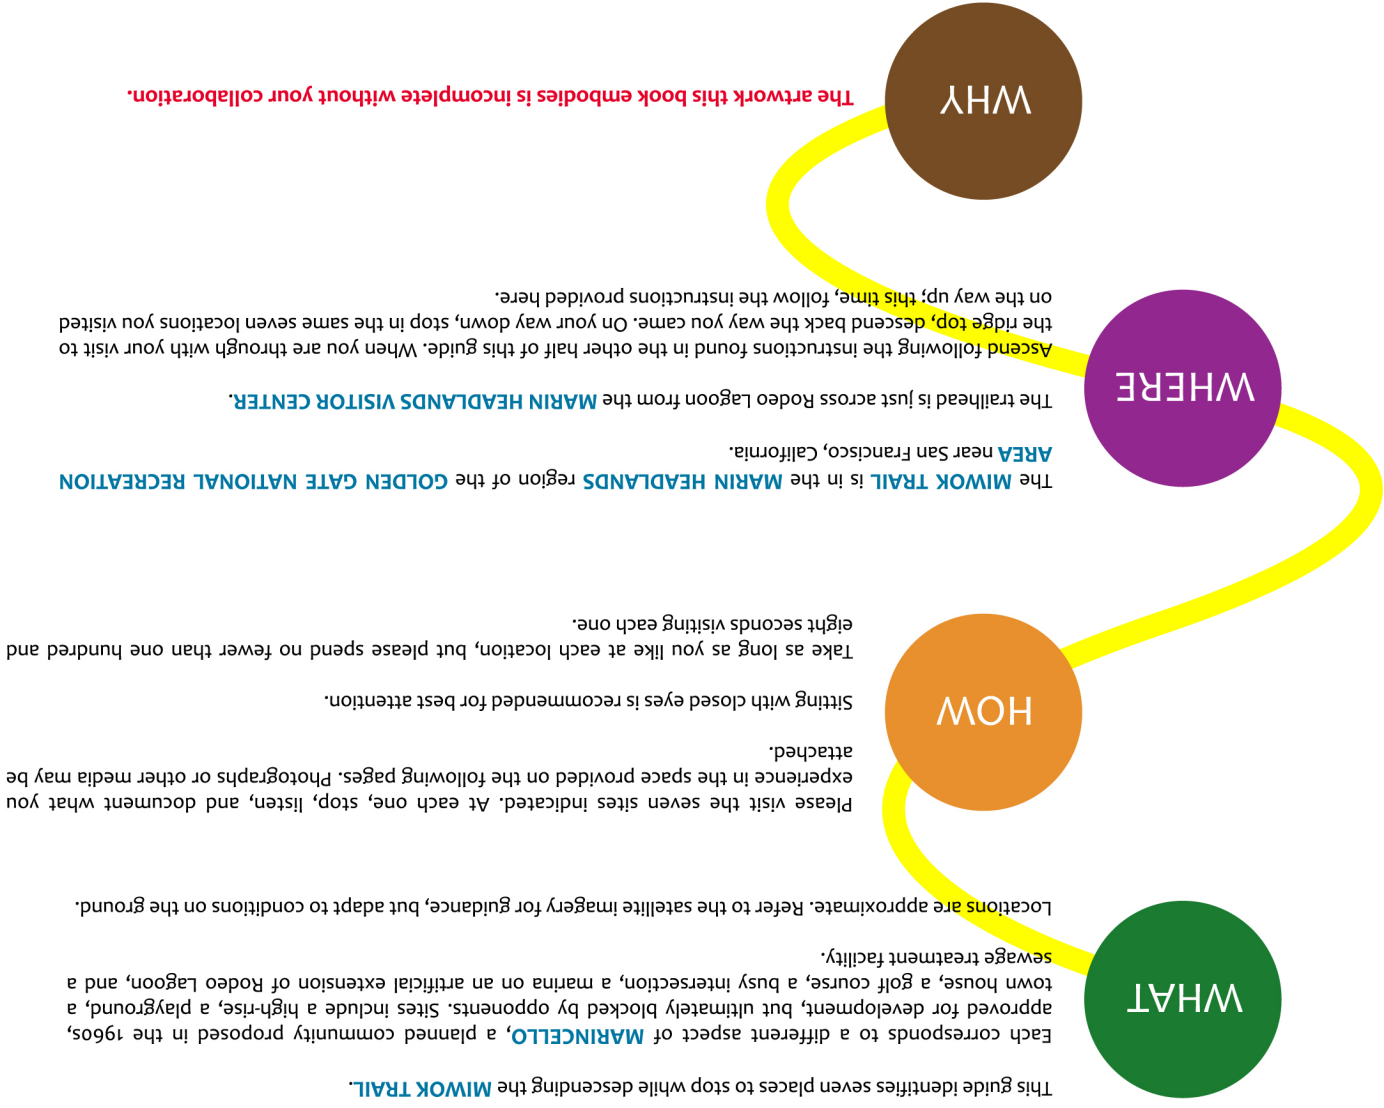 WHAT
This guide identifies seven places to stop while descending the MIWOK TRAIL.
Each corresponds to a different aspect of MARINCELLO, a planned community proposed in the 1960s,
approved for development, but ultimately blocked by opponents. Sites include a high-rise, a playground, a
town house, a golf course, a busy intersection, a marina on an artificial extension of Rodeo Lagoon, and a
sewage treatment facility.
Locations are approximate. Refer to the satellite imagery for guidance, but adapt to conditions on the ground.
HOW
Please visit the seven sites indicated. At each one, stop, listen, and document what you
experience in the space provided on the following pages. Photographs or other media may be
attached.
Sitting with closed eyes is recommended for best attention.
Take as long as you like at each location, but please spend no fewer than one hundred and
eight seconds visiting each one.
WHERE
The MIWOK TRAIL is in the MARIN HEADLANDS region of the GOLDEN GATE NATIONAL RECREATION
AREA near San Francisco, California.
The trailhead is just across Rodeo Lagoon from the MARIN HEADLANDS VISITOR CENTER.
Ascend following the instructions found in the other half of this guide. When you are through with your visit to
the ridge top, descend back the way you came. On your way down, stop in the same seven locations you visited
on the way up; this time, follow the instructions provided here.
WHY
The artwork this book embodies is incomplete without your collaboration.